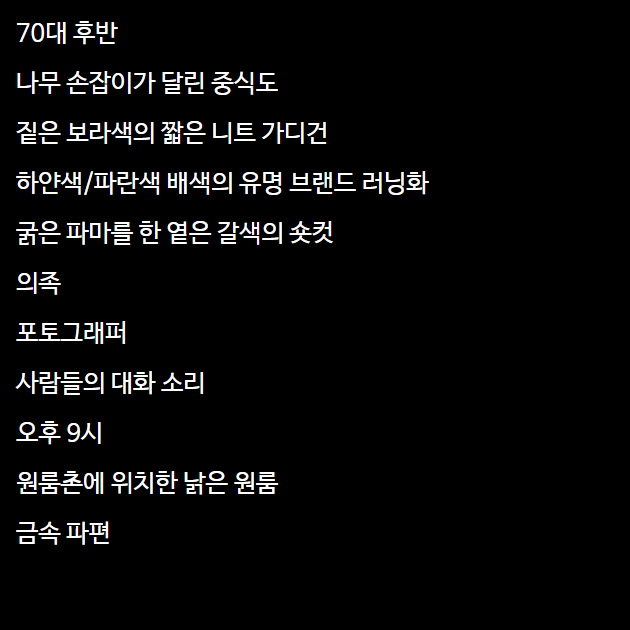 70대 후반
나무 손잡이가 달린 중식도
짙은 보라색의 짧은 니트 가디건
하얀색/파란색 배색의 유명 브랜드 러닝화
굵은 파마를 한 옅은 갈색의 숏컷
의족
포토그래퍼
사람들의 대화 소리
오후 9시
원룸촌에 위치한 낡은 원룸
금속 파편